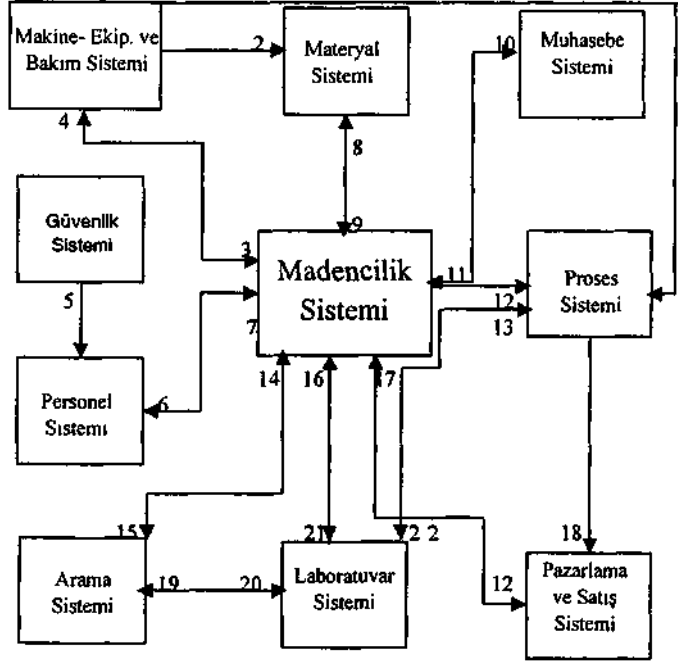 Makine- Ekip. ve
Bakım Sistemi
2
Materyal
Sistemi
10
Muhasebe
Sistemi
4
8
Güvenlik
Sistemi
9
3
Madencilik
Sistemi
11
Proses
Sistemi
12
13
5
7
14
16
17
Personel
Sistemi
6
15
21
2 2
18
Arama
Sistemi
19
20
Laboratuvar
Sistemi
12
Pazarlama
ve Satış
Sistemi